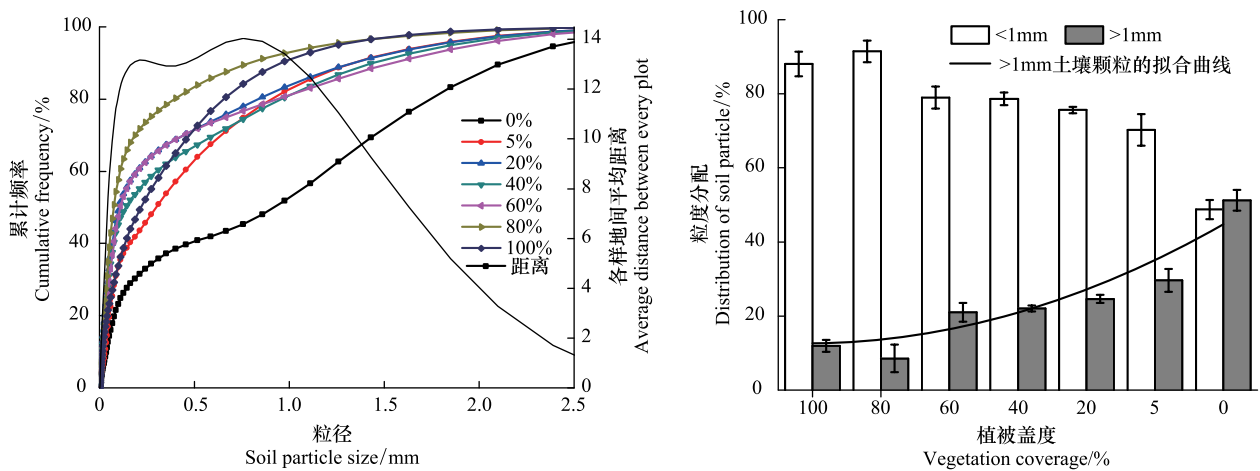 累计频率
Cumulative frequency/%
100
80
60
40
20
0
0%
5%
20%
40%
60%
80%
100%
距离
14
12
10
8
6
4
2
0
各样地间平均距离
Average distance between every plot
0 0.5 1.0 1.5 2.0 2.5
粒径
Soil particle size/mm
粒度分配
Distribution of soil particle/%
100
80
60
40
20
0
<1mm >1mm
>1mm土壤颗粒的拟合曲线
100 80 60 40 20 5 0
植被盖度
Vegetation coverage/%